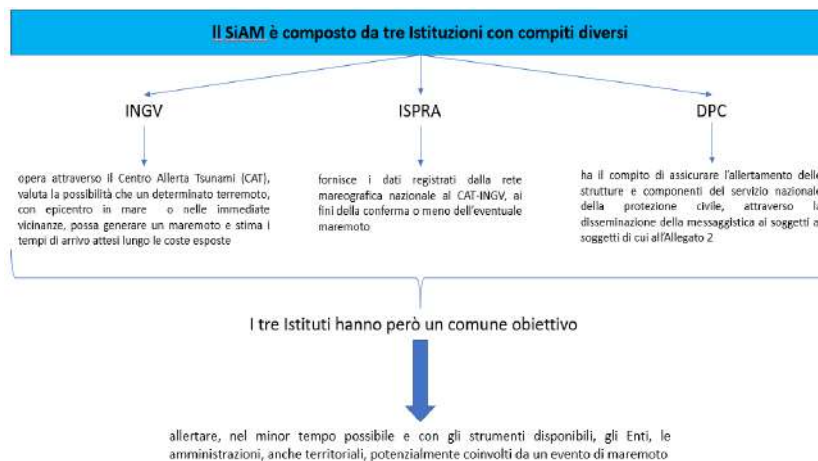 Il SiAM è composto da tre Istituzioni con compiti diversi
INGV
ISPRA
DPC
opera attraverso il Centro Allerta Tsunami (CAT),
valuta la possibilità che un determinato terremoto,
con epicentro in mare o nelle immediate
vicinanze, possa generare un maremoto e stima i
tempi di arrivo attesi lungo le coste esposte
fornisce i dati registrati dalla rete
mareografica nazionale al CAT-INGV, ai
fini della conferma o meno dell'eventuale
maremoto
ha il compito di assicurare l'allertamento delle
strutture e componenti del servizio nazionale
della protezione civile, attraverso la
disseminazione della messaggistica ai soggetti ai
soggetti di cui all'Allegato 2
I tre Istituti hanno però un comune obiettivo
allertare, nel minor tempo possibile e con gli strumenti disponibili, gli Enti, le
amministrazioni, anche territoriali, potenzialmente coinvolti da un evento di maremoto